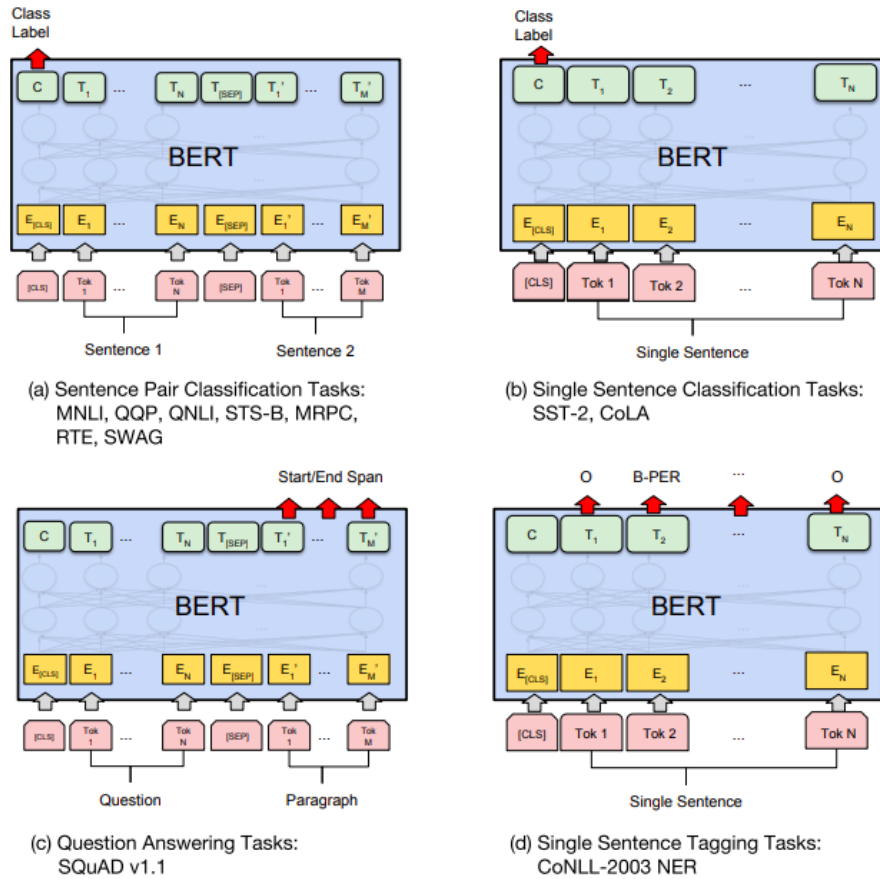 Class
Label
C T1 ... TN T[SEP] T1' ... TM'
BERT
E[CLS] E1 ... EN E[SEP] E1' ... EM'
[CLS] Tok 1 ... Tok N [SEP] Tok 1 ... Tok M
Sentence 1 Sentence 2
(a) Sentence Pair Classification Tasks:
MNLI, QQP, QNLI, STS-B, MRPC,
RTE, SWAG
Class
Label
C T1 T2 ... TN
BERT
E[CLS] E1 E2 ... EN
[CLS] Tok 1 Tok 2 ... Tok N
Single Sentence
(b) Single Sentence Classification Tasks:
SST-2, CoLA
Start/End Span
C T1 ... TN T[SEP] T1' ... TM'
BERT
E[CLS] E1 ... EN E[SEP] E1' ... EM'
[CLS] Tok 1 ... Tok N [SEP] Tok 1 ... Tok M
Question Paragraph
(c) Question Answering Tasks:
SQuAD v1.1
O B-PER ... O
C T1 T2 ... TN
BERT
E[CLS] E1 E2 ... EN
[CLS] Tok 1 Tok 2 ... Tok N
Single Sentence
(d) Single Sentence Tagging Tasks:
CoNLL-2003 NER